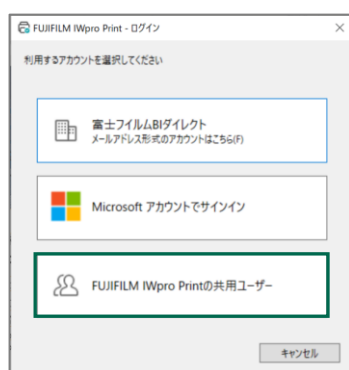 FUJIFILM IWpro Print - ログイン
利用するアカウントを選択してください
富士フイルムBIダイレクト
メールアドレス形式のアカウントはこちら(F)
Microsoft アカウントでサインイン
FUJIFILM IWpro Printの共用ユーザー
キャンセル